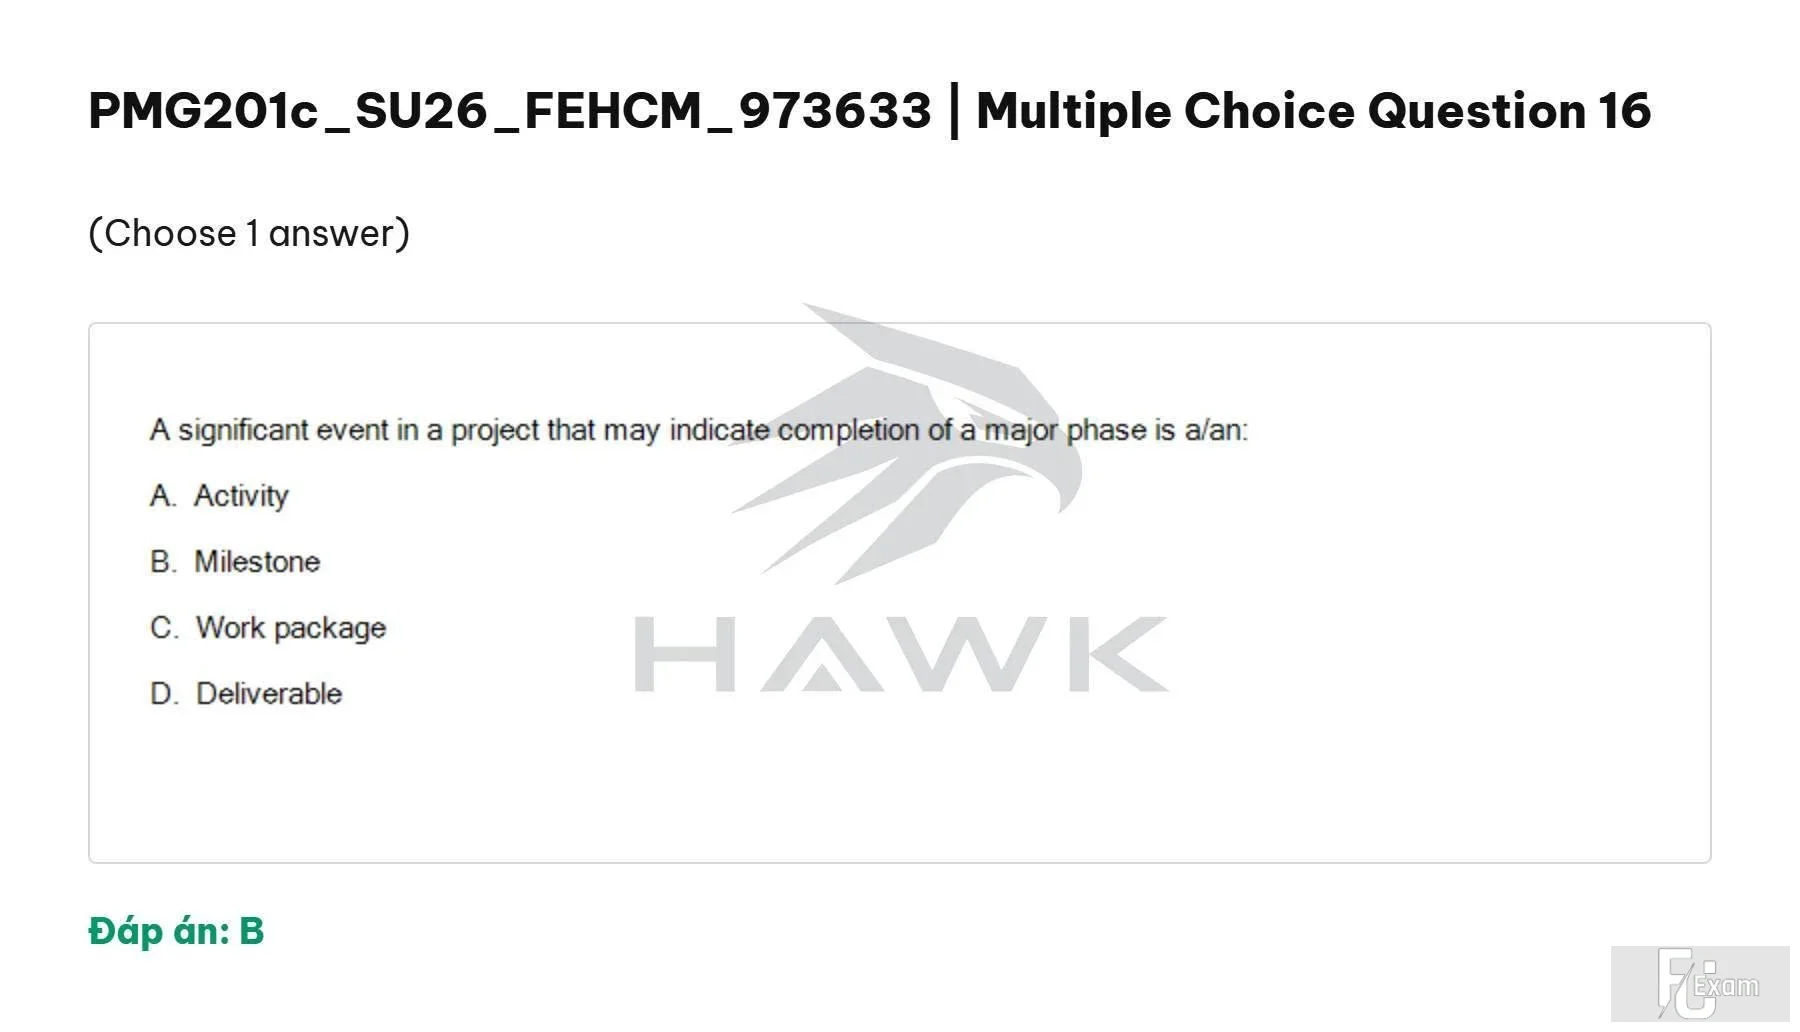 PMG201c_SU26_FEHCM_973633 | Multiple Choice Question 16
(Choose 1 answer)
A significant event in a project that may indicate completion of a major phase is a/an:
A. Activity
B. Milestone
C. Work package
D. Deliverable
HAWK
Đáp án: B
FU Exam